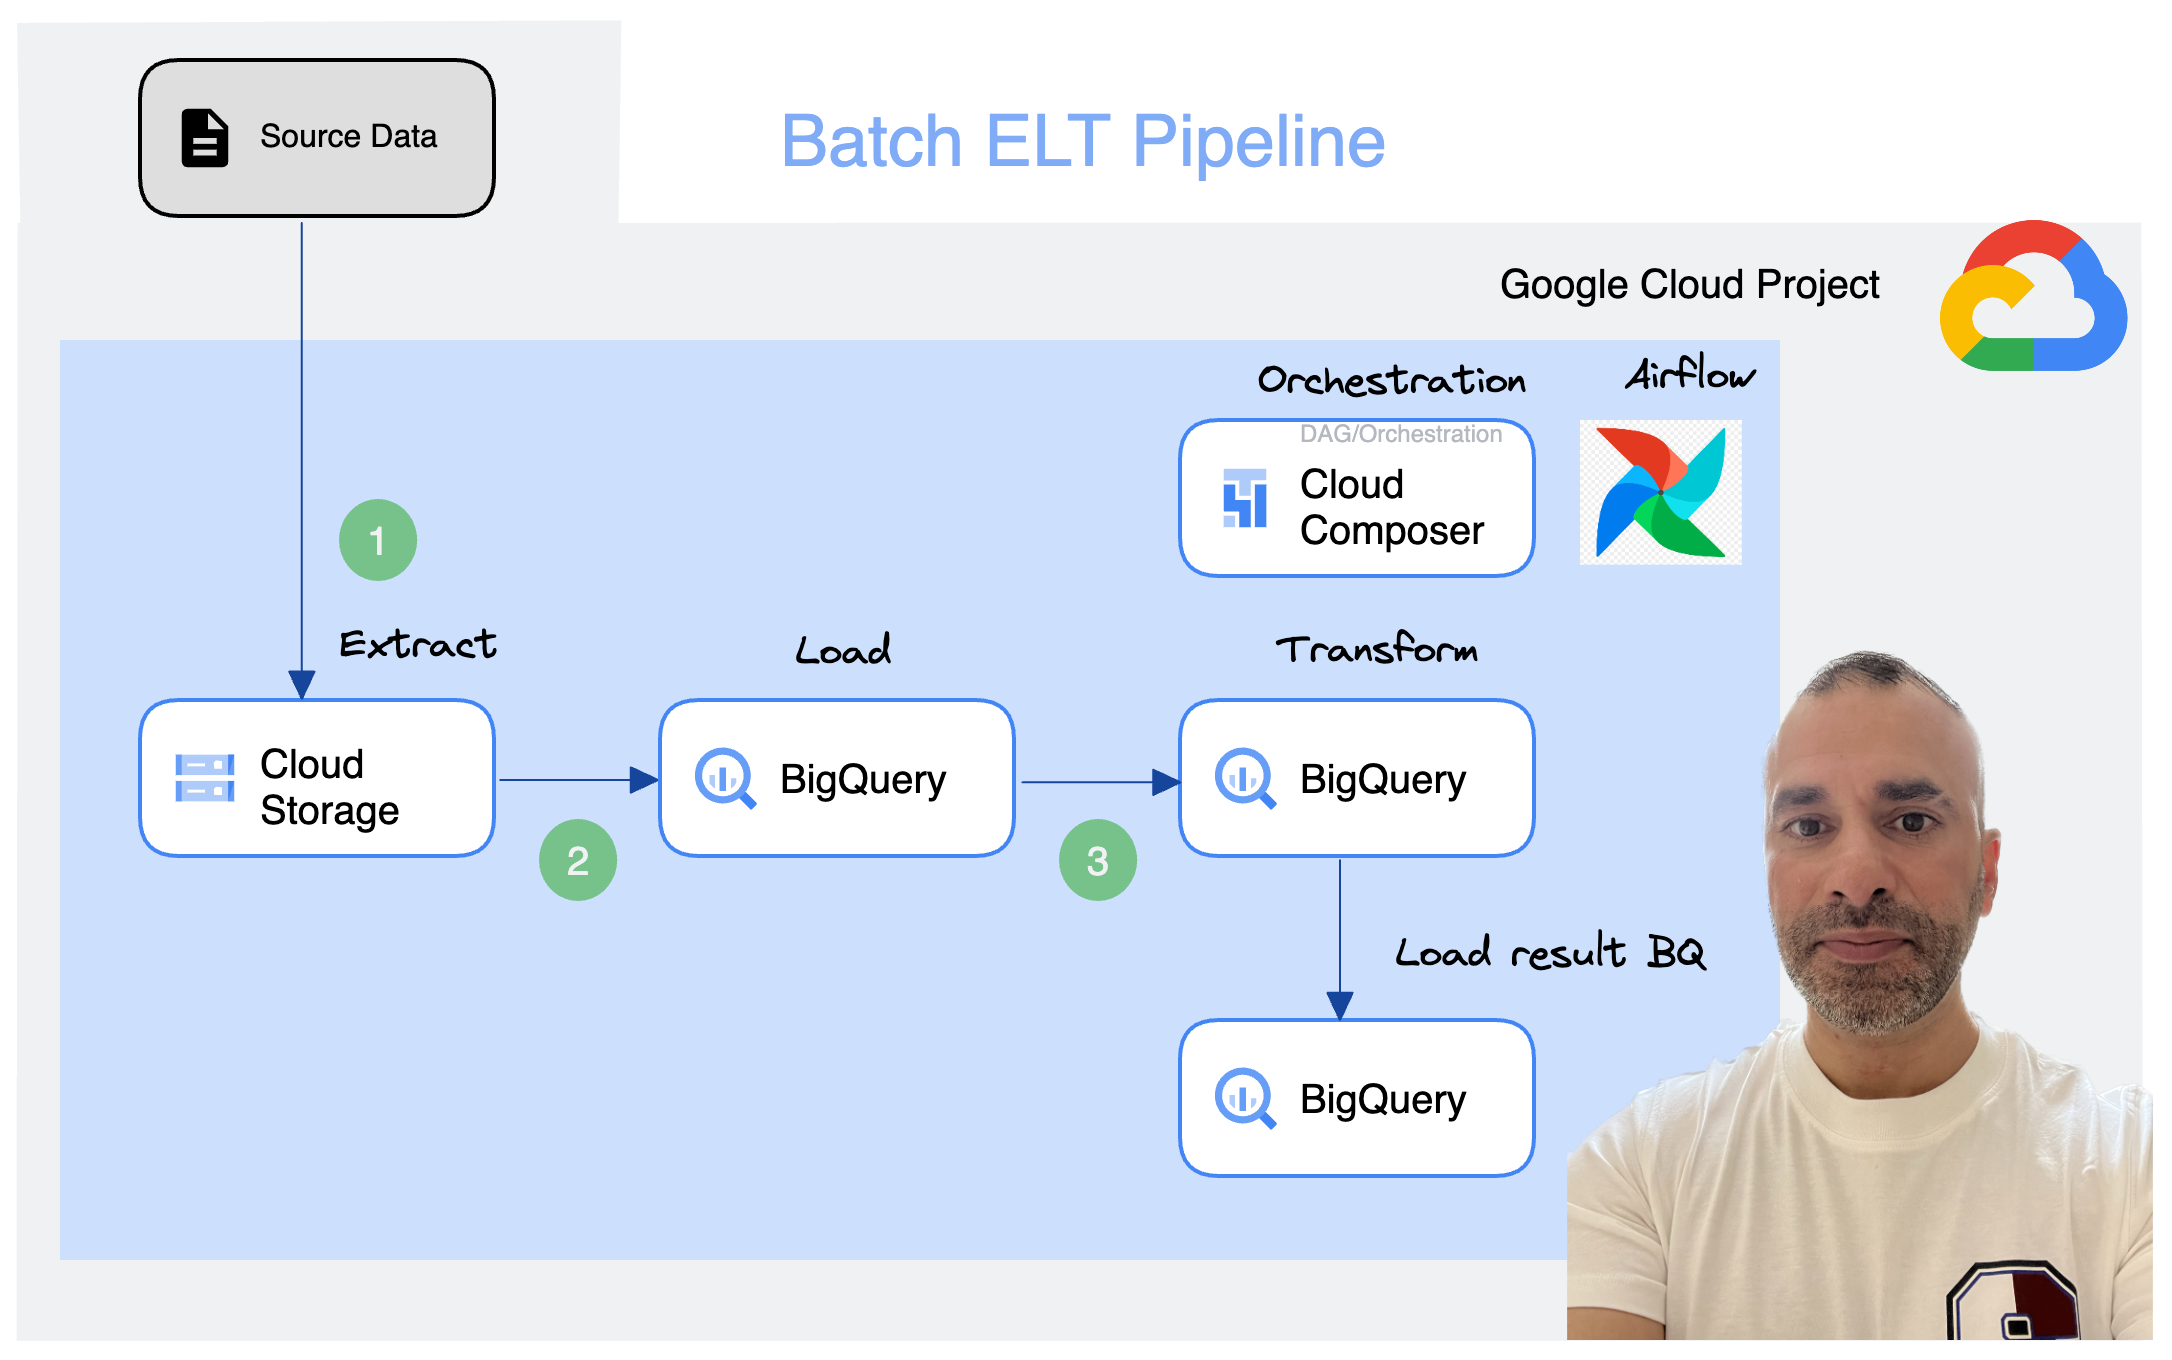 Source Data
Batch ELT Pipeline
Google Cloud Project
Orchestration
Airflow
DAG/Orchestration
Cloud
Composer
1
Extract
Load
Transform
Cloud
Storage
BigQuery
BigQuery
2
3
Load result BQ
BigQuery